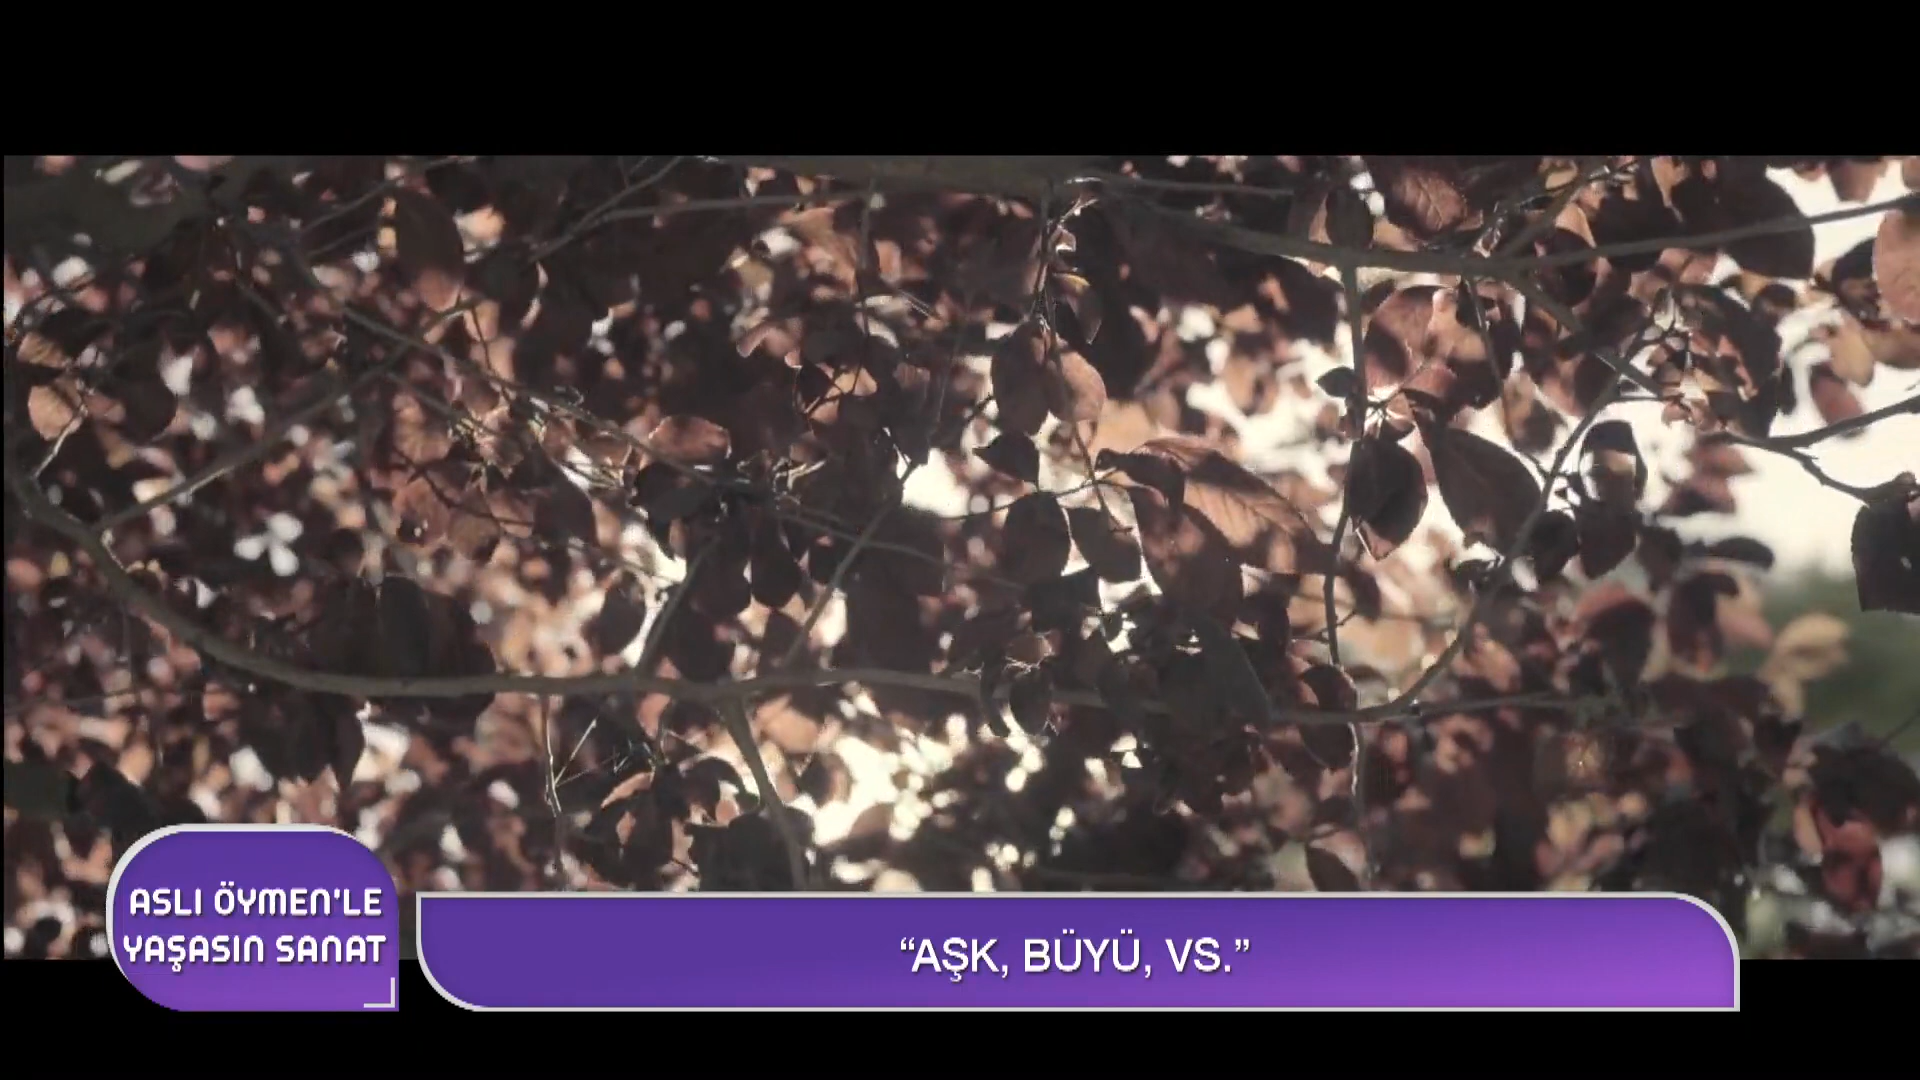 ASLI ÖYMEN'LE
YAŞASIN SANAT
“AŞK, BÜYÜ, VS.”